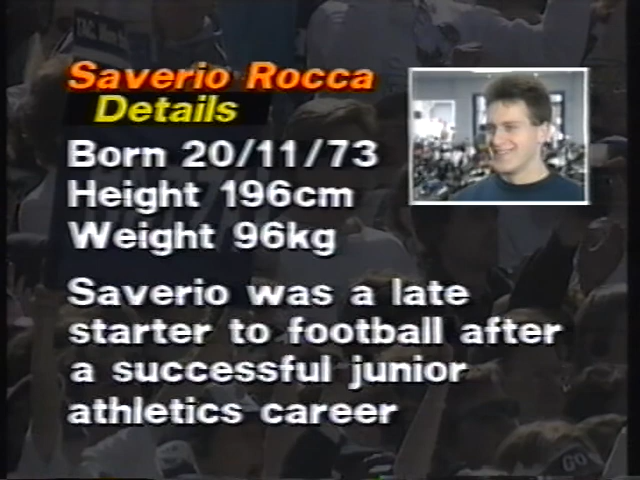 Saverio Rocca
Details
Born 20/11/73
Height 196cm
Weight 96kg
Saverio was a late
starter to football after
a successful junior
athletics career